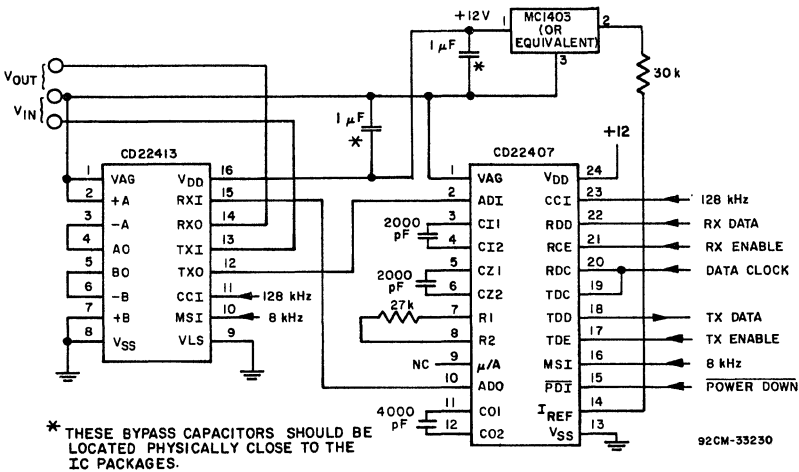 +12V
1
MC1403
(OR
EQUIVALENT)
2
3
1 µF
*
30k
VOUT
VIN
1 µF
*
+12
CD22413
1 VAG
2 +A
3 -A
4 AO
5 BO
6 -B
7 +B
8 VSS
VDD 16
RXI 15
RXO 14
TXI 13
TXO 12
CCI 11 128 kHz
MSI 10 8 kHz
VLS 9
CD22407
1 VAG
2 ADI
2000 pF
3 CI1
4 CI2
2000 pF
5 CZ1
6 CZ2
27k
7 R1
8 R2
NC 9 µ/A
10 ADO
4000 pF
11 CO1
12 CO2
VDD 24
CCI 23 128 kHz
RDD 22 RX DATA
RCE 21 RX ENABLE
RDC 20 DATA CLOCK
TDC 19
TDD 18 TX DATA
TDE 17 TX ENABLE
MSI 16 8 kHz
PDI 15 POWER DOWN
IREF 14
VSS 13
92CM-33230
* THESE BYPASS CAPACITORS SHOULD BE
LOCATED PHYSICALLY CLOSE TO THE
IC PACKAGES.